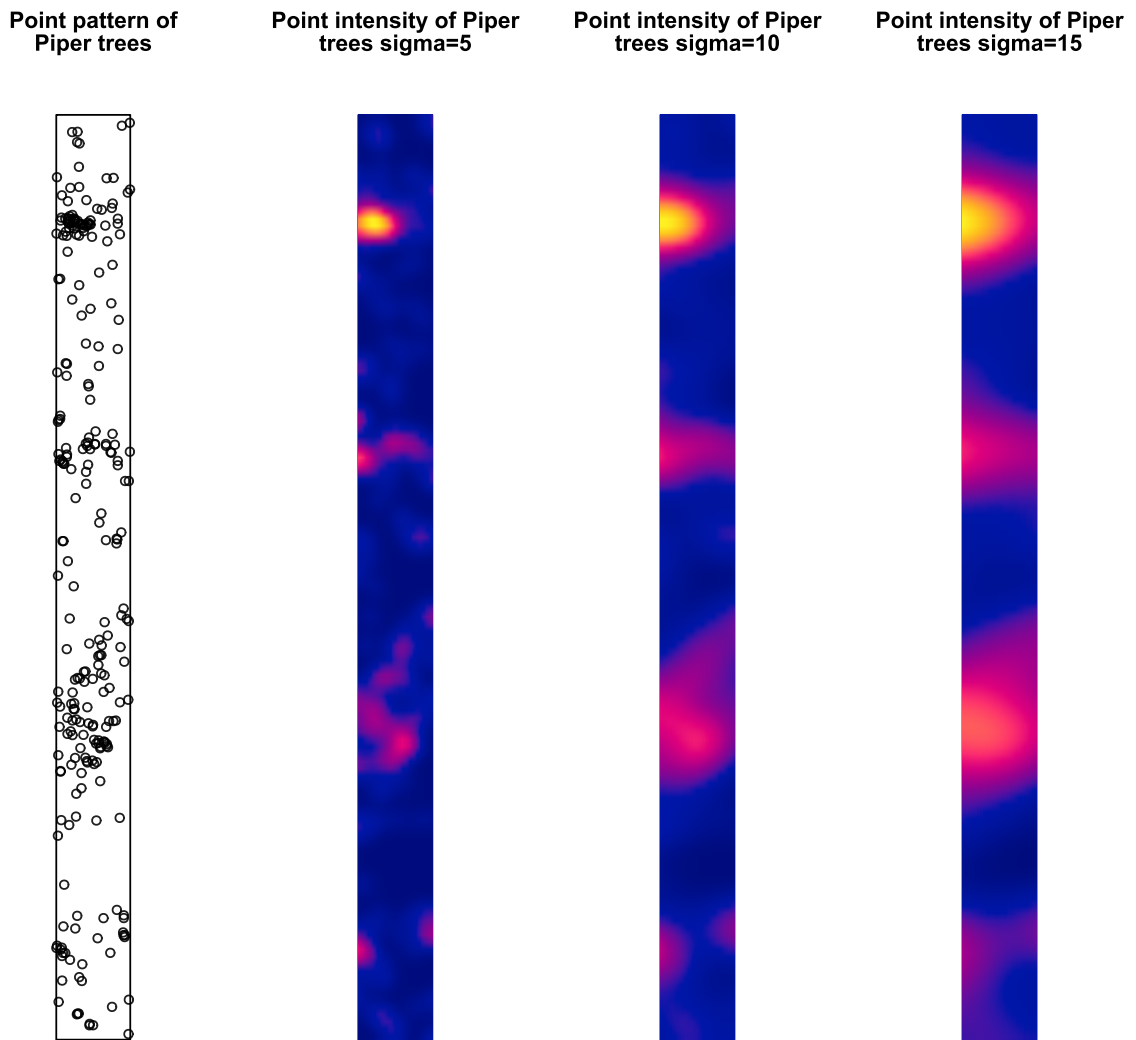 Point pattern of
Piper trees
Point intensity of Piper
trees sigma=5
Point intensity of Piper
trees sigma=10
Point intensity of Piper
trees sigma=15